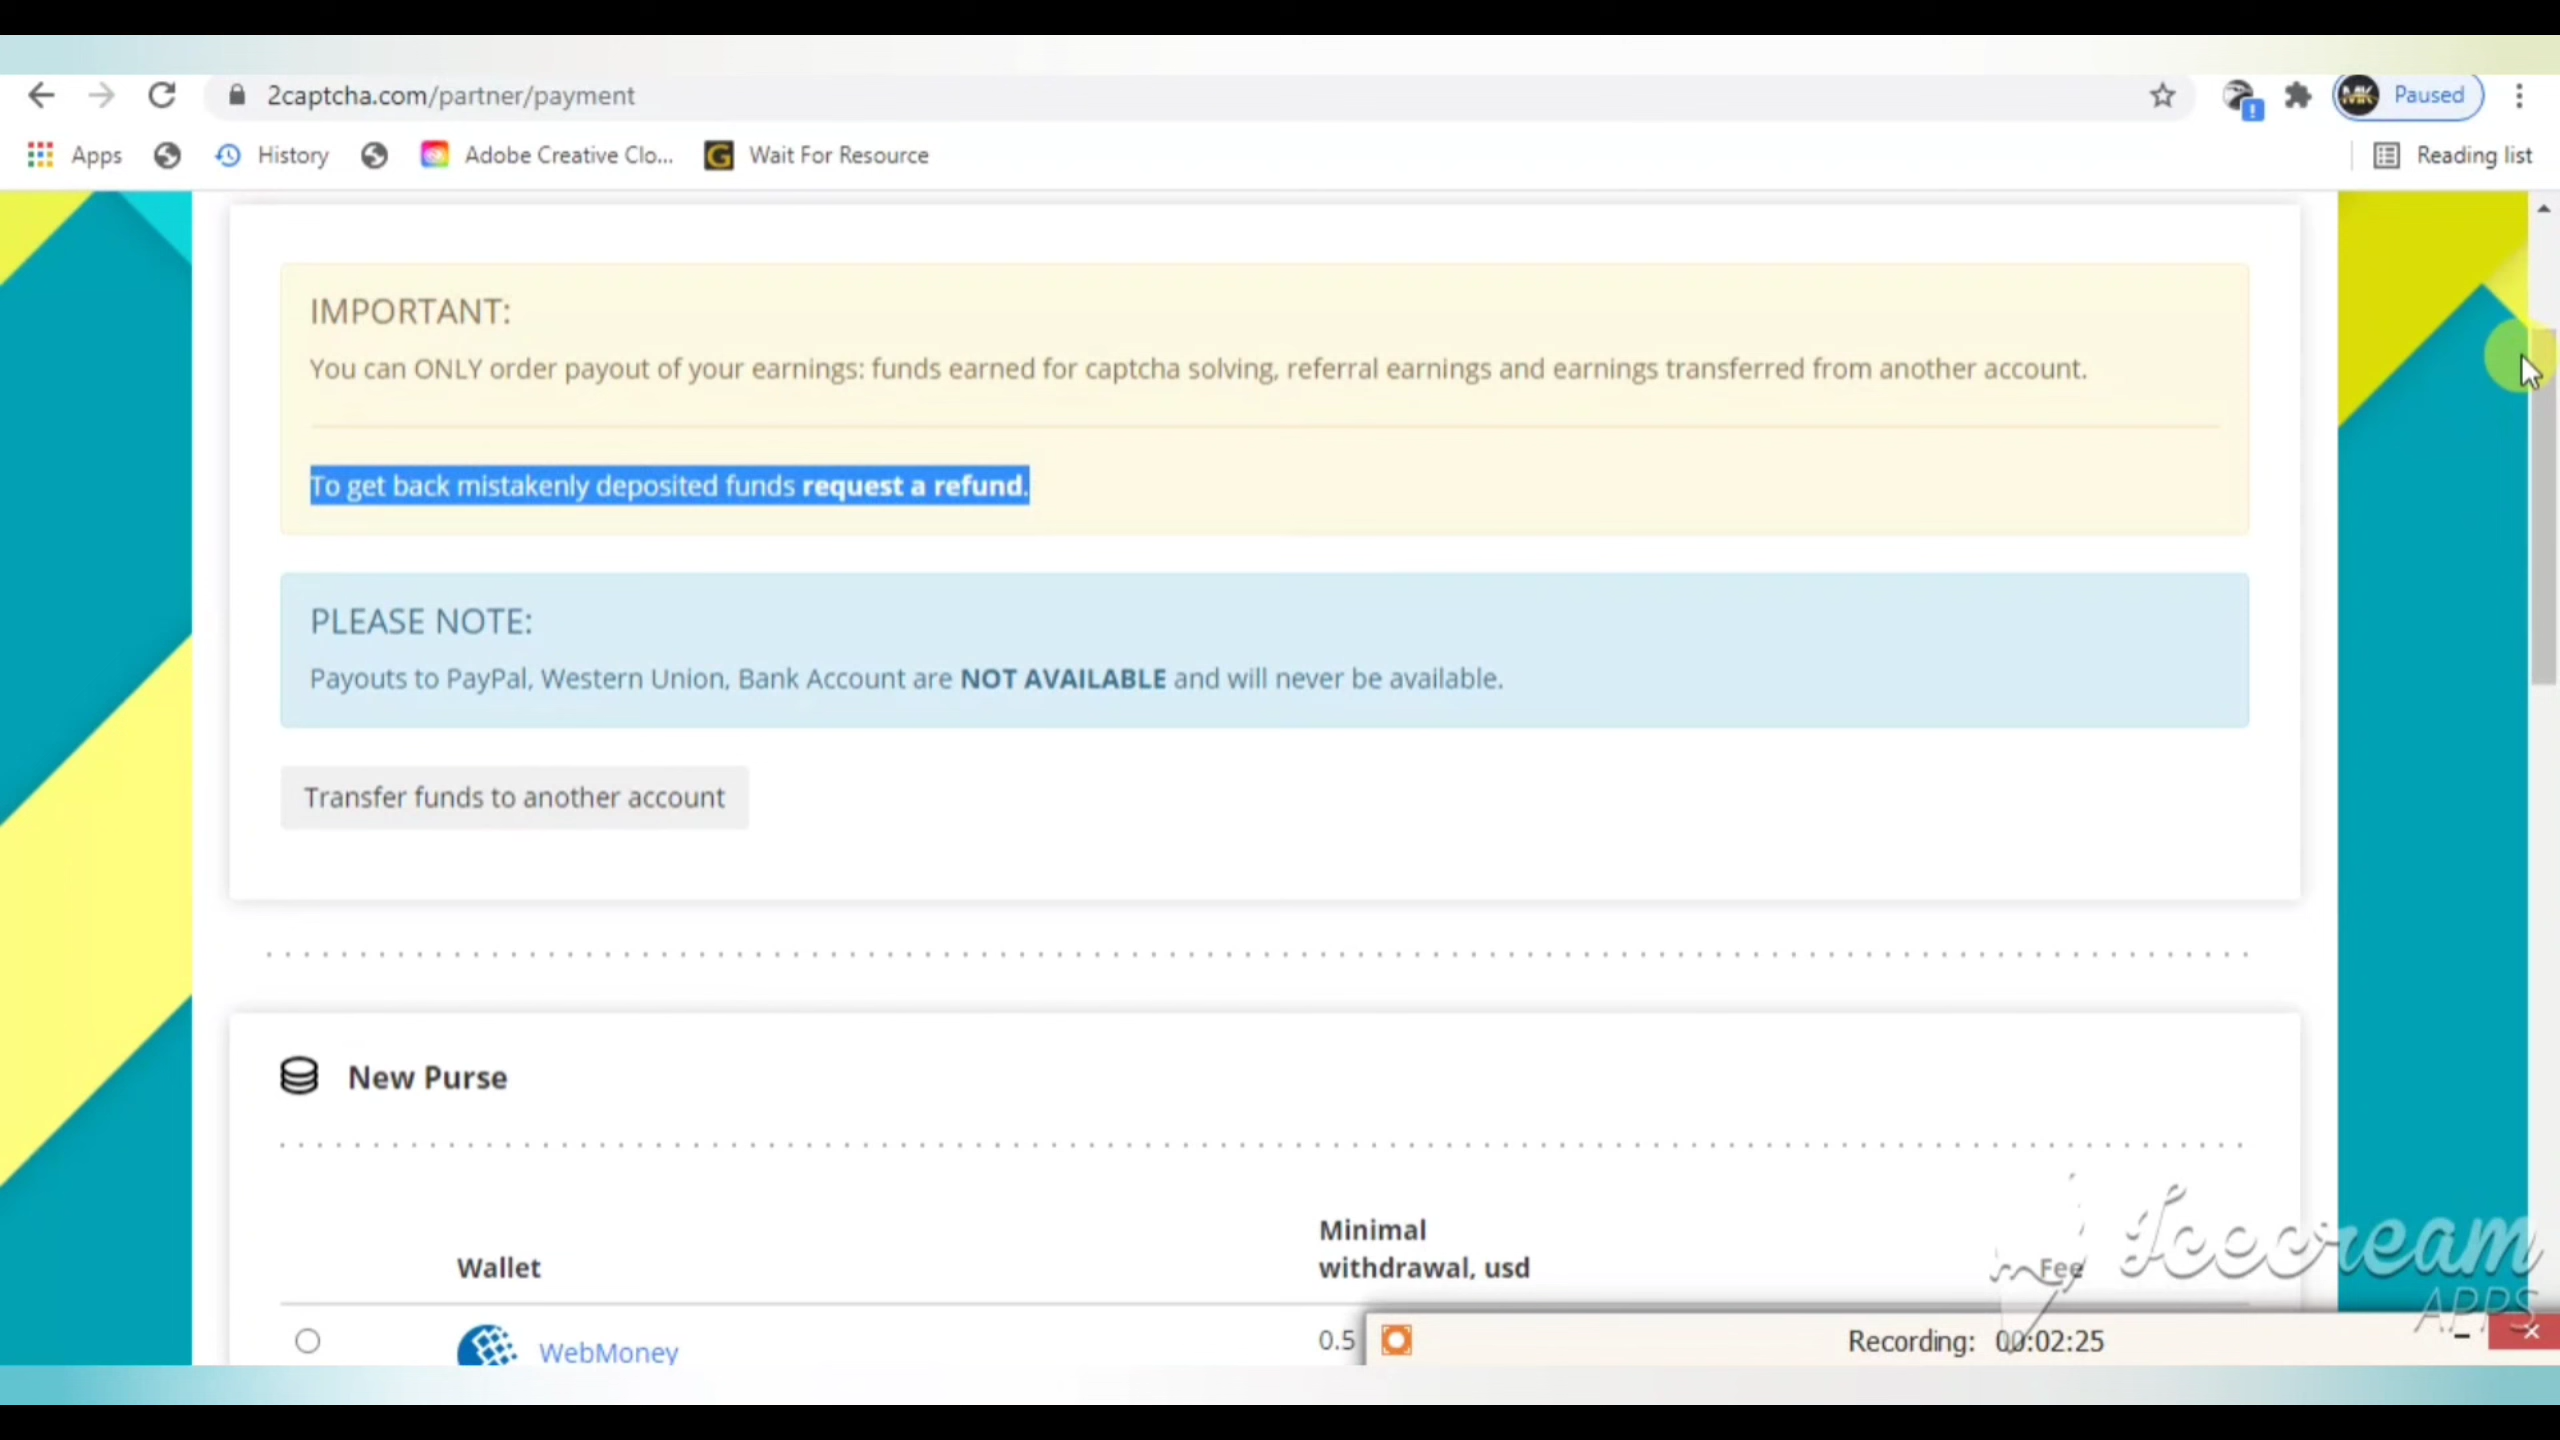 2captcha.com/partner/payment
Paused
Apps
History
Adobe Creative Clo...
Wait For Resource
Reading list
IMPORTANT:
You can ONLY order payout of your earnings: funds earned for captcha solving, referral earnings and earnings transferred from another account.
To get back mistakenly deposited funds request a refund.
PLEASE NOTE:
Payouts to PayPal, Western Union, Bank Account are NOT AVAILABLE and will never be available.
Transfer funds to another account
New Purse
Wallet
Minimal
withdrawal, usd
Fee
Icecream
APPS
WebMoney
0.5
Recording: 00:02:25